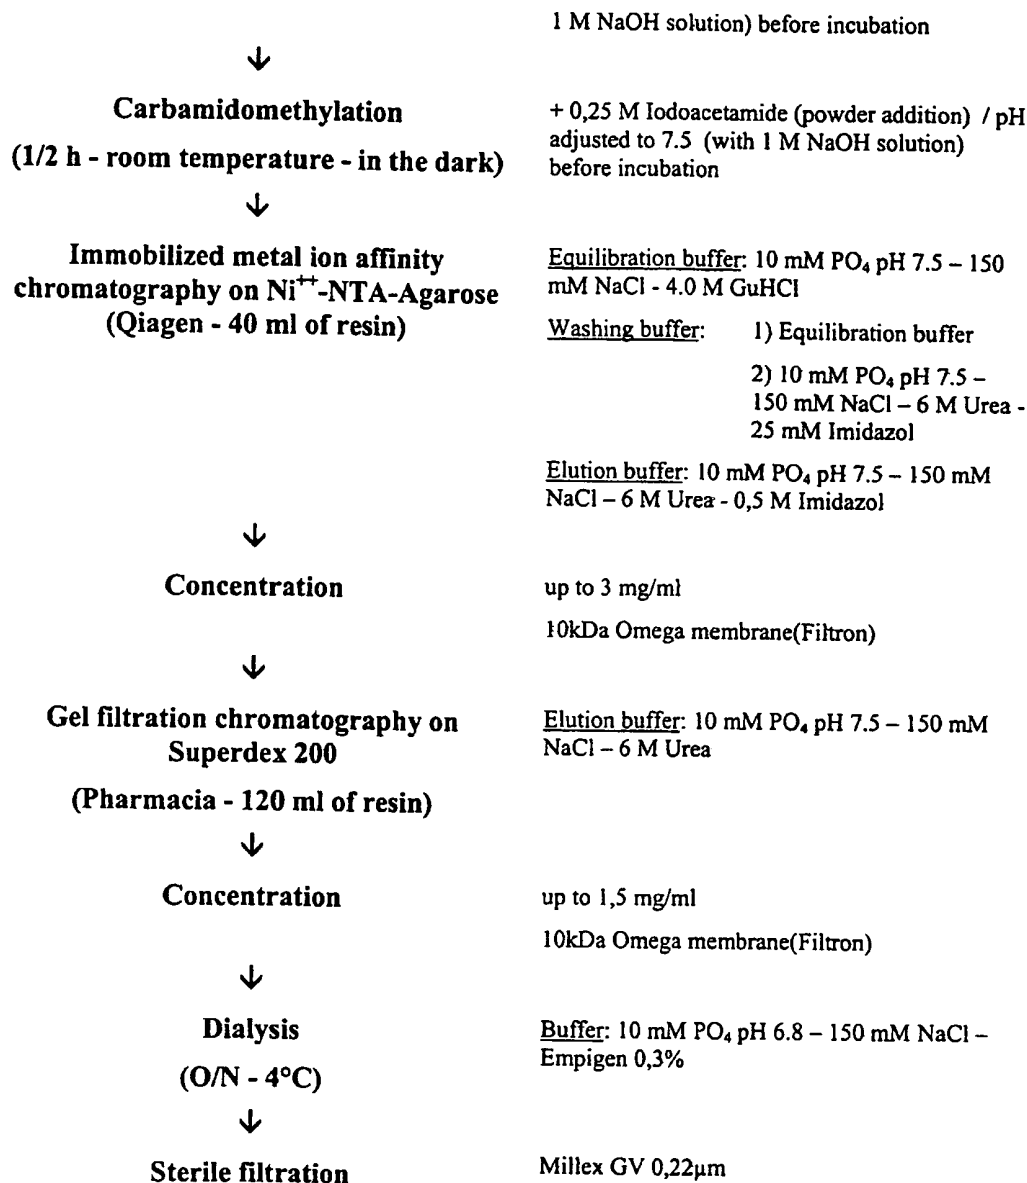 1 M NaOH solution) before incubation
↓
Carbamidomethylation
(1/2 h - room temperature - in the dark)
+ 0,25 M Iodoacetamide (powder addition) / pH
adjusted to 7.5 (with 1 M NaOH solution)
before incubation
↓
Immobilized metal ion affinity
chromatography on Ni⁺⁺-NTA-Agarose
(Qiagen - 40 ml of resin)
Equilibration buffer: 10 mM PO₄ pH 7.5 – 150
mM NaCl - 4.0 M GuHCl
Washing buffer: 1) Equilibration buffer
2) 10 mM PO₄ pH 7.5 –
150 mM NaCl – 6 M Urea -
25 mM Imidazol
Elution buffer: 10 mM PO₄ pH 7.5 – 150 mM
NaCl – 6 M Urea - 0,5 M Imidazol
↓
Concentration
up to 3 mg/ml
10kDa Omega membrane(Filtron)
↓
Gel filtration chromatography on
Superdex 200
(Pharmacia - 120 ml of resin)
Elution buffer: 10 mM PO₄ pH 7.5 – 150 mM
NaCl – 6 M Urea
↓
Concentration
up to 1,5 mg/ml
10kDa Omega membrane(Filtron)
↓
Dialysis
(O/N - 4°C)
Buffer: 10 mM PO₄ pH 6.8 – 150 mM NaCl –
Empigen 0,3%
↓
Sterile filtration
Millex GV 0,22µm